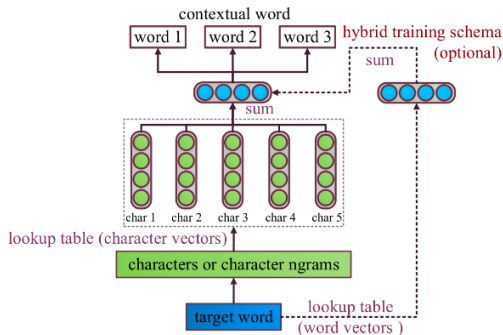 contextual word
word 1
word 2
word 3
hybrid training schema
(optional)
sum
sum
char 1
char 2
char 3
char 4
char 5
lookup table (character vectors)
characters or character ngrams
target word
lookup table
(word vectors )